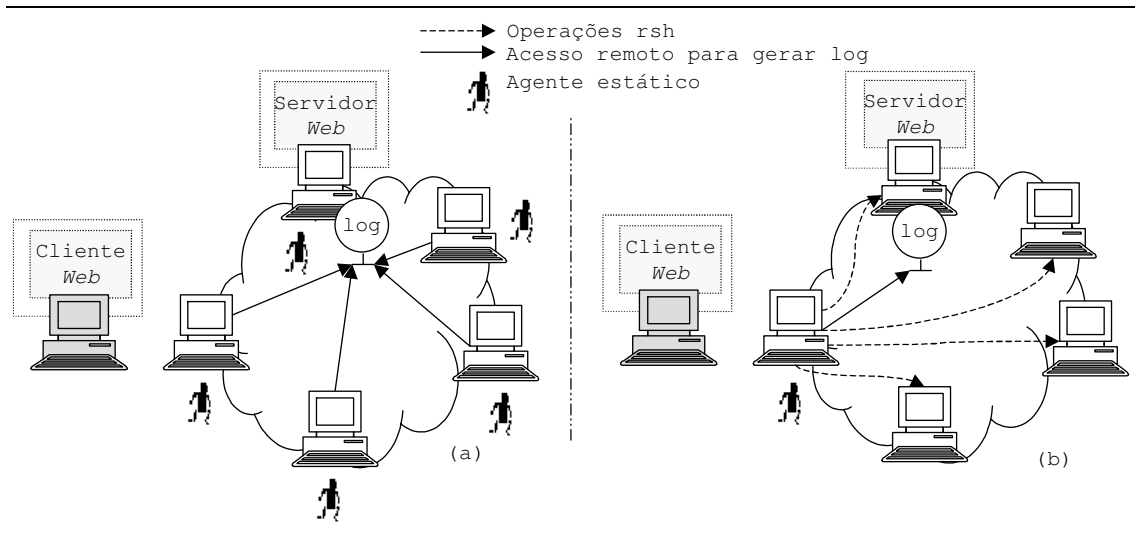 Operações rsh
Acesso remoto para gerar log
Agente estático
Servidor
Web
log
Cliente
Web
(a)
Servidor
Web
log
Cliente
Web
(b)